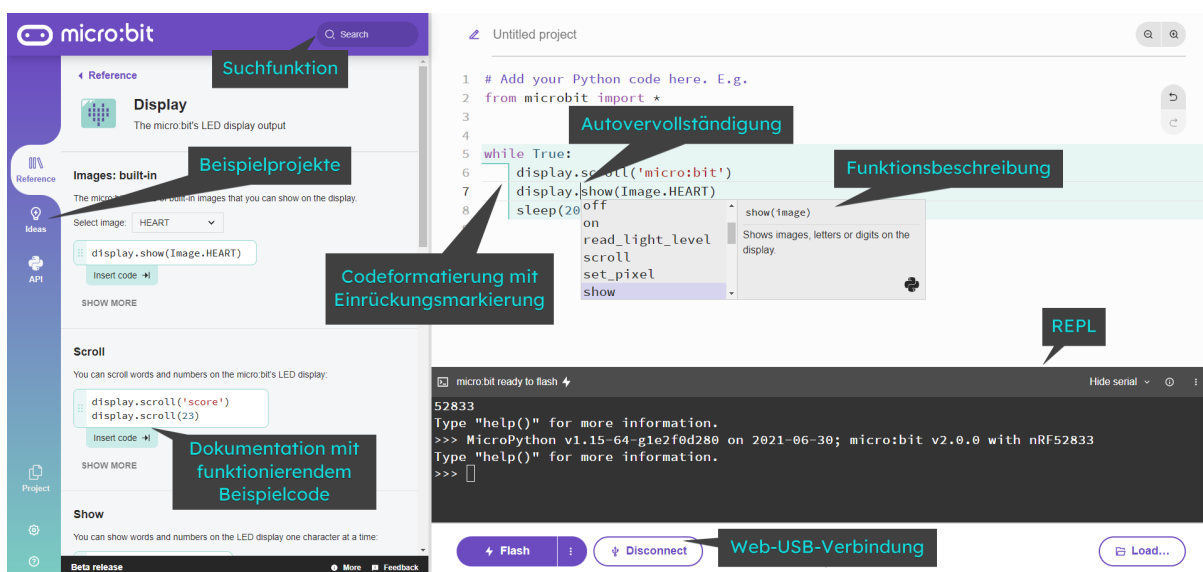 micro:bit
Search
Suchfunktion
Reference
Display
The micro:bit's LED display output
Reference
Ideas
API
Project
Beispielprojekte
Images: built-in
The micro: built-in images that you can show on the display.
Select image: HEART
display.show(Image.HEART)
Insert code
SHOW MORE
Scroll
You can scroll words and numbers on the micro:bit's LED display:
display.scroll('score')
display.scroll(23)
Insert code
SHOW MORE
Dokumentation mit
funktionierendem
Beispielcode
Show
You can show words and numbers on the LED display one character at a time:
Beta release
More
Feedback
Untitled project
1 # Add your Python code here. E.g.
2 from microbit import *
3
4
5 while True:
6 display.scroll('micro:bit')
7 display.show(Image.HEART)
8 sleep(20
Autovervollständigung
Funktionsbeschreibung
Codeformatierung mit
Einrückungsmarkierung
off
on
read_light_level
scroll
set_pixel
show
show(image)
Shows images, letters or digits on the
display.
REPL
micro:bit ready to flash
Hide serial
52833
Type "help()" for more information.
>>> MicroPython v1.15-64-g1e2f0d280 on 2021-06-30; micro:bit v2.0.0 with nRF52833
Type "help()" for more information.
>>>
Flash
Disconnect
Web-USB-Verbindung
Load...